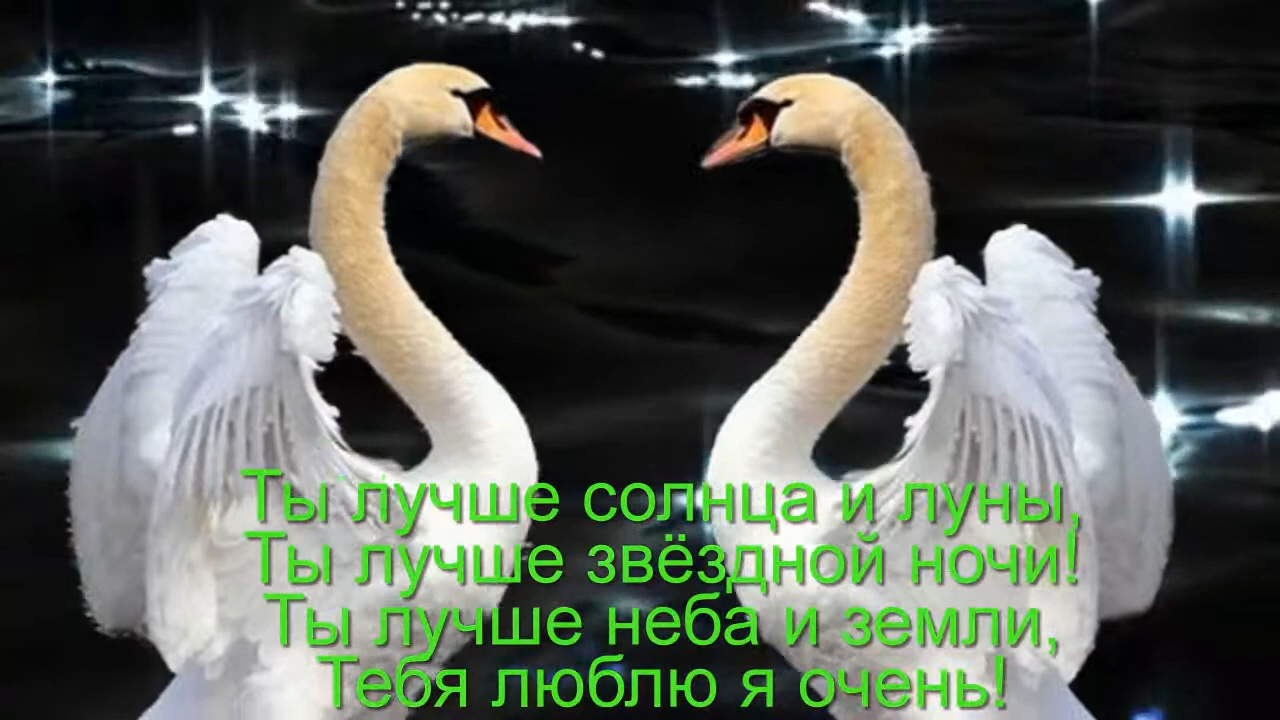 Ты лучше солнца и луны,
Ты лучше звёздной ночи!
Ты лучше неба и земли,
Тебя люблю я очень!